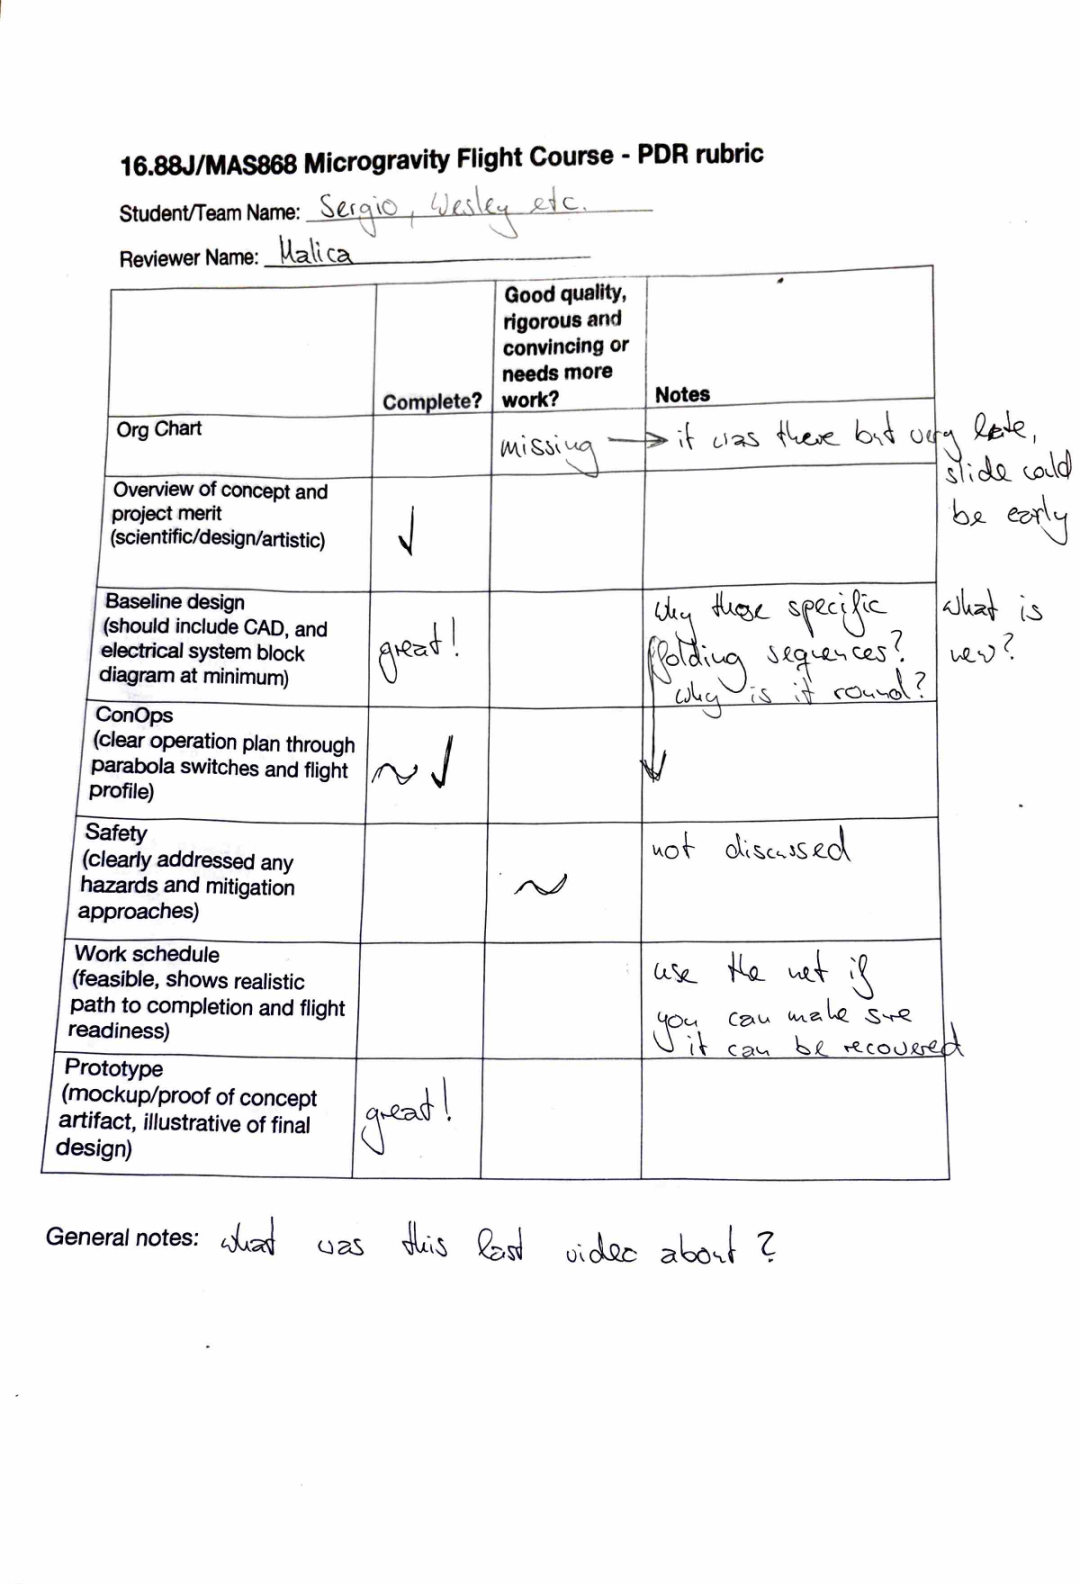 16.88J/MAS868 Microgravity Flight Course - PDR rubric
Student/Team Name: Sergio, Wesley etc.
Reviewer Name: Malica
Complete?
Good quality,
rigorous and
convincing or
needs more
work?
Notes
Org Chart
missing → it was there but very late,
slide could
be early
Overview of concept and
project merit
(scientific/design/artistic)
✓
Baseline design
(should include CAD, and
electrical system block
diagram at minimum)
great!
why those specific
folding sequences?
why is it round?
what is
new?
ConOps
(clear operation plan through
parabola switches and flight
profile)
~ ✓
Safety
(clearly addressed any
hazards and mitigation
approaches)
~
not discussed
Work schedule
(feasible, shows realistic
path to completion and flight
readiness)
use the net if
you can make sure
it can be recovered
Prototype
(mockup/proof of concept
artifact, illustrative of final
design)
great!
General notes: what was this last video about?